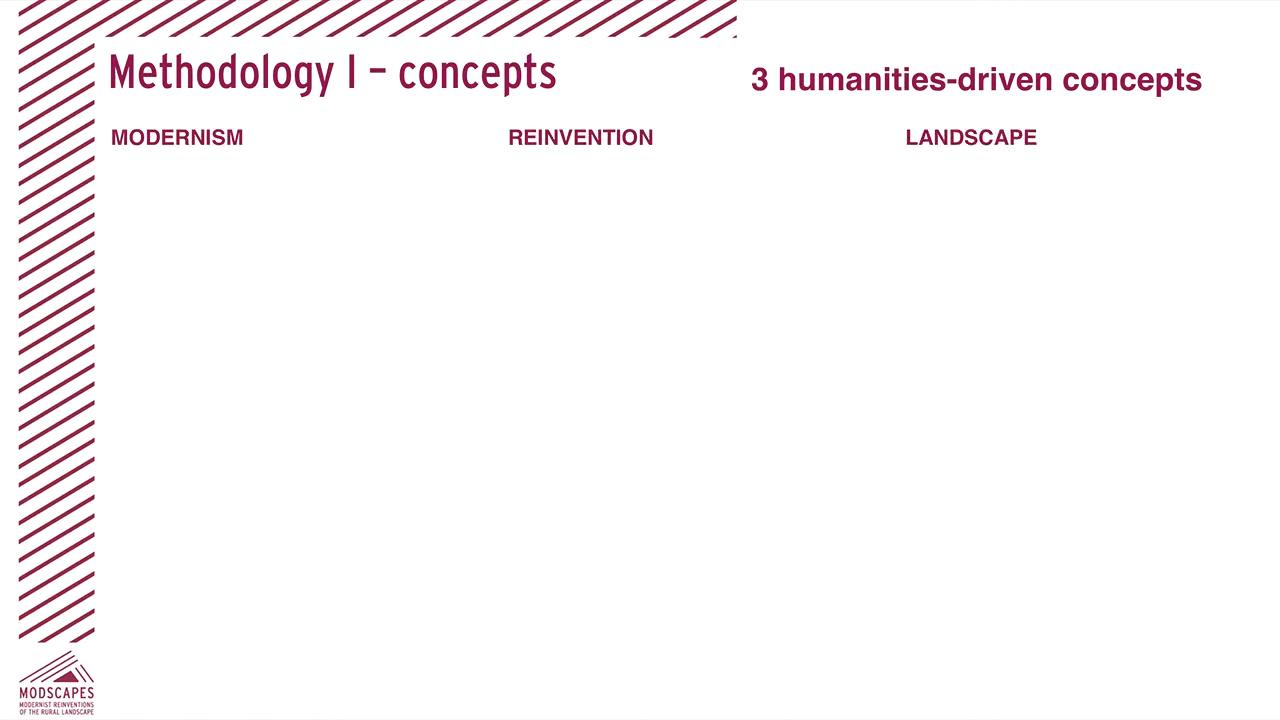 Methodology I – concepts
3 humanities-driven concepts
MODERNISM
REINVENTION
LANDSCAPE
MODSCAPES
MODERNIST REINVENTIONS
OF THE RURAL LANDSCAPE